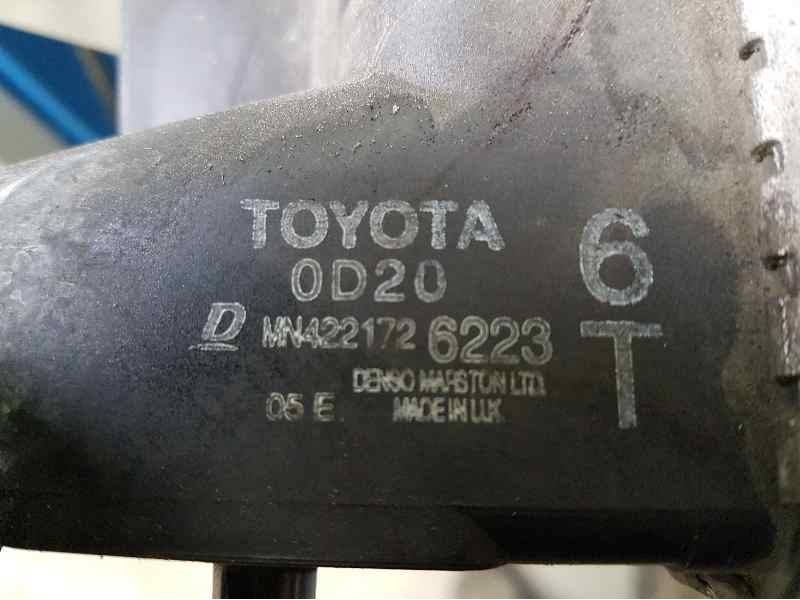 TOYOTA
0D20
6
T
D
MN422172 6223
DENSO MARSTON LTD.
05 E
MADE IN U.K.